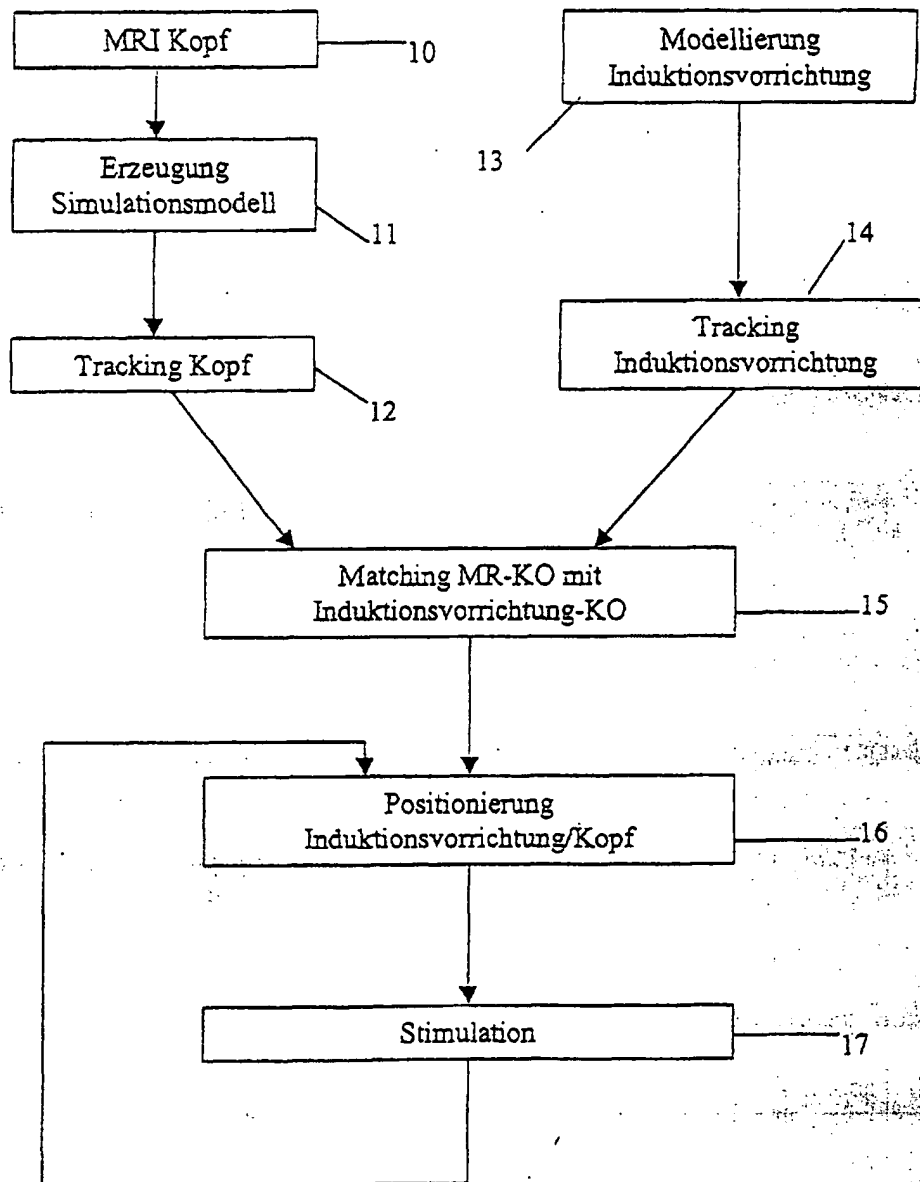 MRI Kopf
10
Modellierung
Induktionsvorrichtung
13
Erzeugung
Simulationsmodell
11
14
Tracking Kopf
12
Tracking
Induktionsvorrichtung
Matching MR-KO mit
Induktionsvorrichtung-KO
15
Positionierung
Induktionsvorrichtung/Kopf
16
Stimulation
17